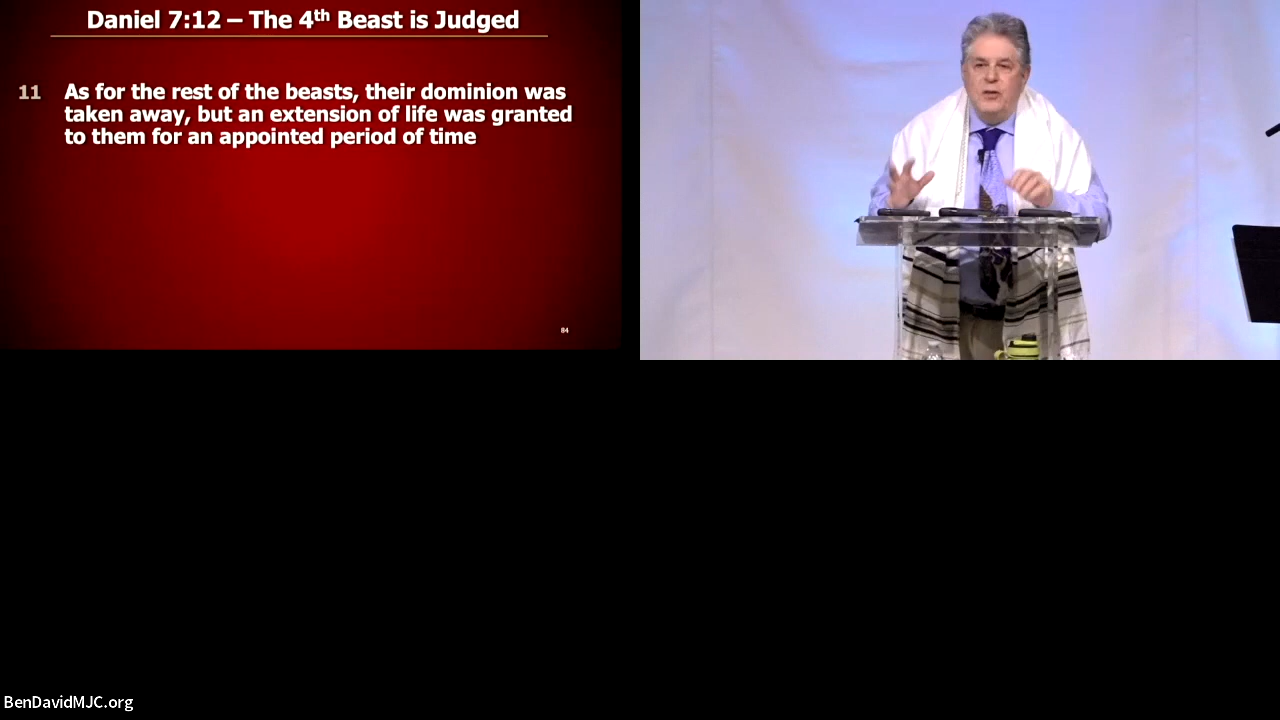 Daniel 7:12 – The 4th Beast is Judged
11 As for the rest of the beasts, their dominion was
taken away, but an extension of life was granted
to them for an appointed period of time
84
BenDavidMJC.org